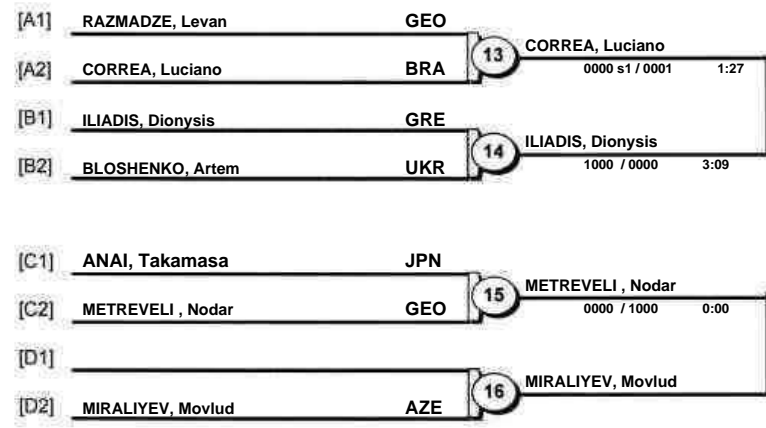 [A1] RAZMADZE, Levan GEO
13 CORREA, Luciano
[A2] CORREA, Luciano BRA 0000 s1 / 0001 1:27
[B1] ILIADIS, Dionysis GRE
14 ILIADIS, Dionysis
[B2] BLOSHENKO, Artem UKR 1000 / 0000 3:09
[C1] ANAI, Takamasa JPN
15 METREVELI , Nodar
[C2] METREVELI , Nodar GEO 0000 / 1000 0:00
[D1]
16 MIRALIYEV, Movlud
[D2] MIRALIYEV, Movlud AZE